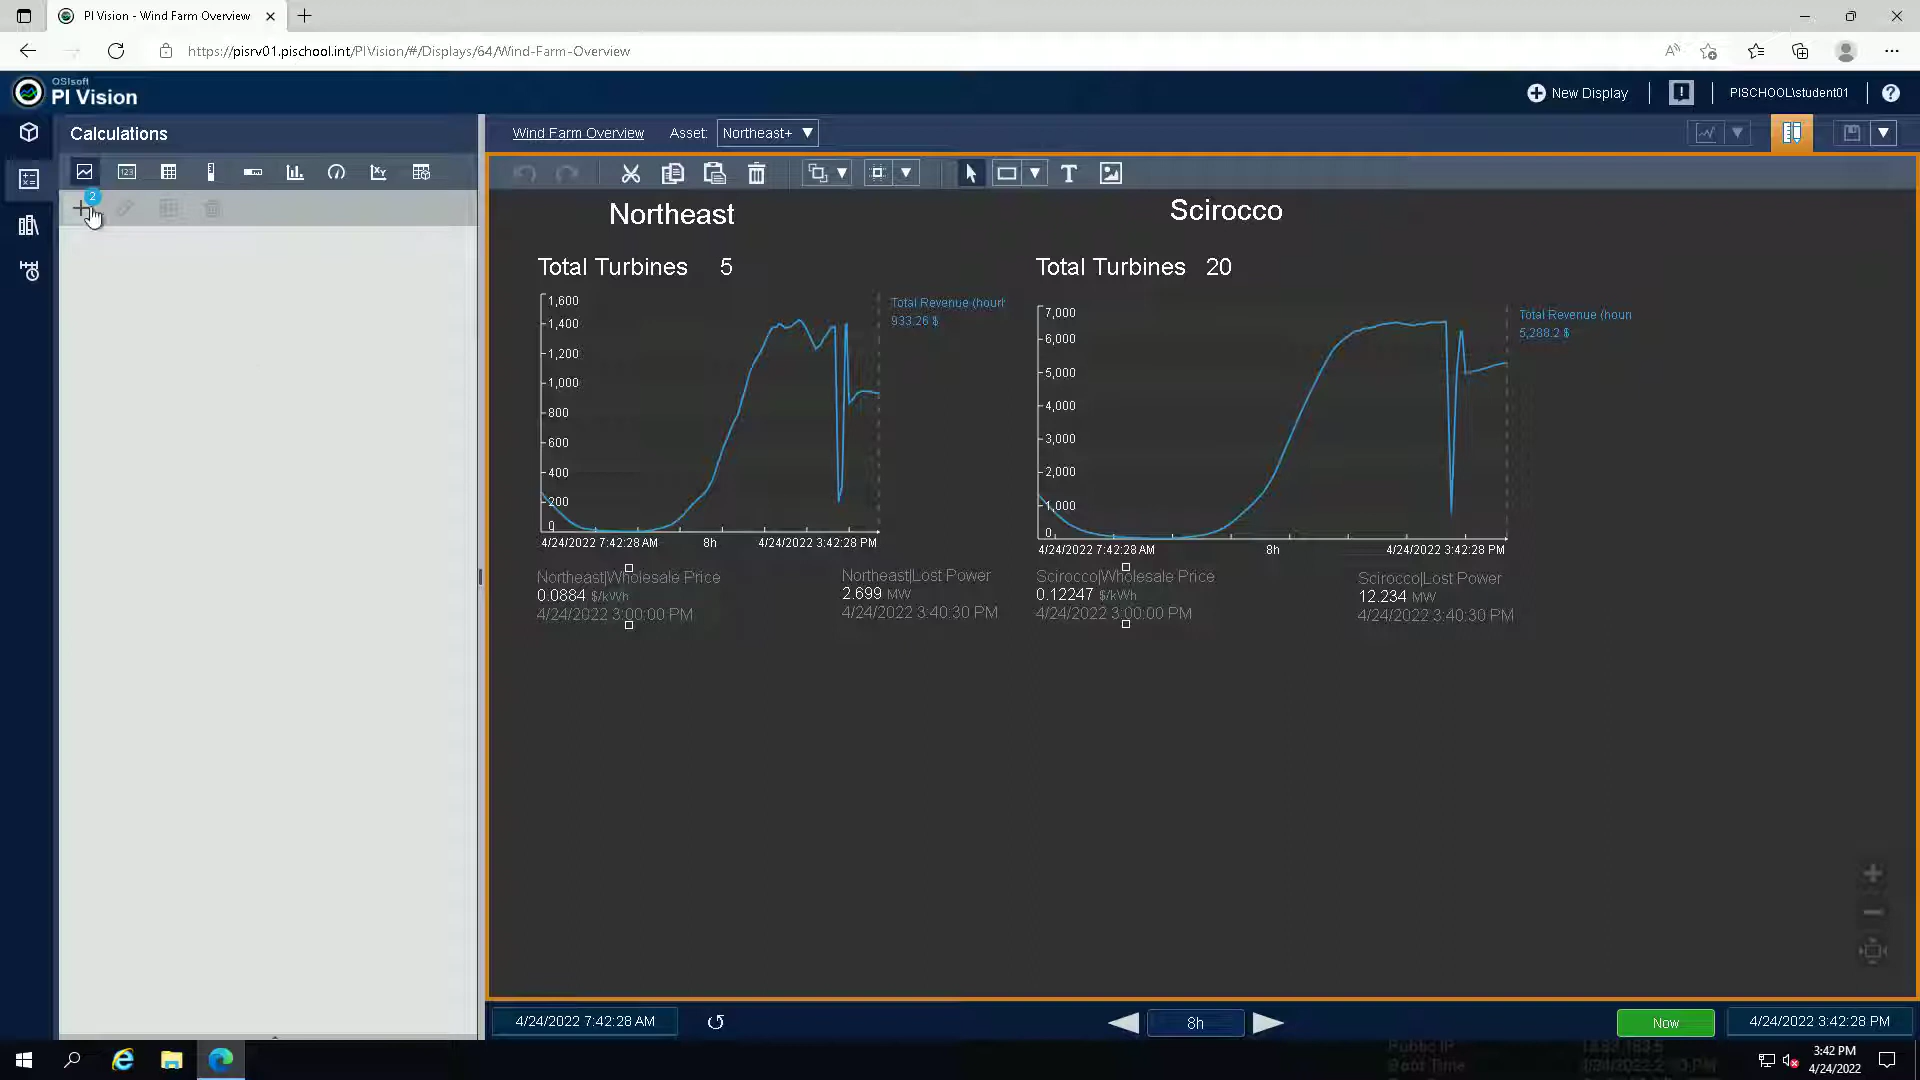 PI Vision - Wind Farm Overview
https://pisrv01.pischool.int/PIVision/#/Displays/64/Wind-Farm-Overview
OSIsoft
PI Vision
New Display
PISCHOOL\student01
?
Calculations
Wind Farm Overview
Asset:
Northeast+
123
XY
T
2
Northeast
Scirocco
Total Turbines 5
Total Turbines 20
1,600
1,400
1,200
1,000
800
600
400
200
0
Total Revenue (hourl
933.26 $
4/24/2022 7:42:28 AM
8h
4/24/2022 3:42:28 PM
7,000
6,000
5,000
4,000
3,000
2,000
1,000
0
Total Revenue (hourl
5,288.2 $
4/24/2022 7:42:28 AM
8h
4/24/2022 3:42:28 PM
Northeast|Wholesale Price
0.0884 $/kWh
4/24/2022 3:00:00 PM
Northeast|Lost Power
2.699 MW
4/24/2022 3:40:30 PM
Scirocco|Wholesale Price
0.12247 $/kWh
4/24/2022 3:00:00 PM
Scirocco|Lost Power
12.234 MW
4/24/2022 3:40:30 PM
4/24/2022 7:42:28 AM
8h
Now
4/24/2022 3:42:28 PM
Public IP
Boot Time
3:42 PM
4/24/2022